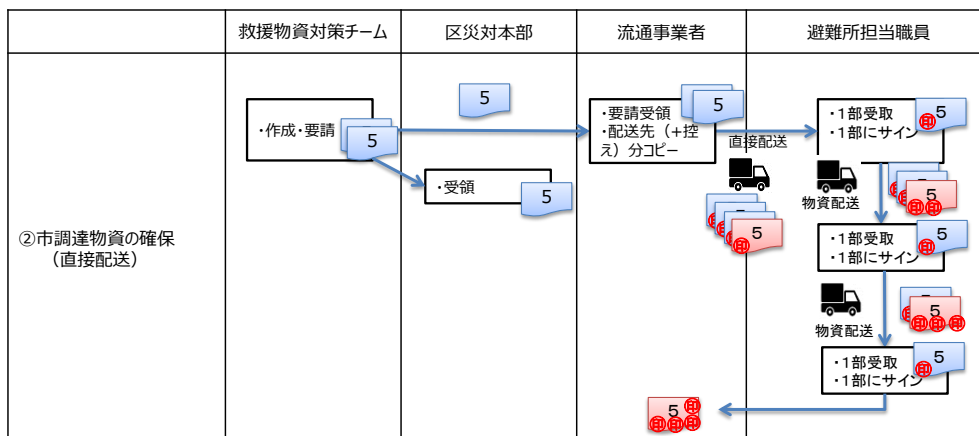 救援物資対策チーム
区災対本部
流通事業者
避難所担当職員
②市調達物資の確保
（直接配送）
・作成・要請
5
5
・受領
5
・要請受領
・配送先（+控
え）分コピー
5
直接配送
5
印
・1部受取
・1部にサイン
5
印
物資配送
5
印印
・1部受取
・1部にサイン
5
印
物資配送
5
印印印
・1部受取
・1部にサイン
5
印
5
印
印印印